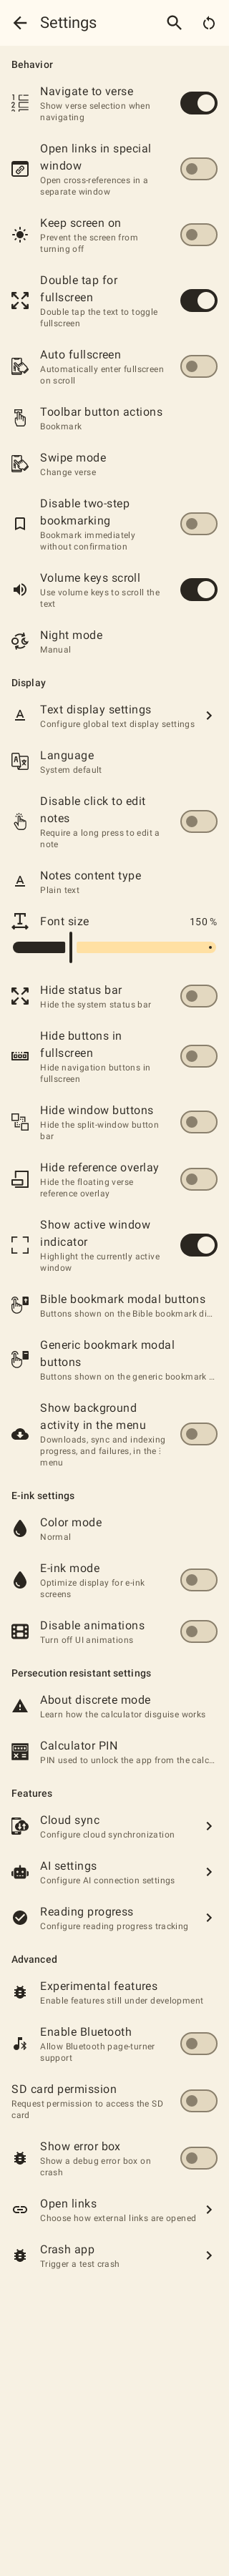 Settings
Behavior
Navigate to verse
Show verse selection when
navigating
Open links in special
window
Open cross-references in a
separate window
Keep screen on
Prevent the screen from
turning off
Double tap for
fullscreen
Double tap the text to toggle
fullscreen
Auto fullscreen
Automatically enter fullscreen
on scroll
Toolbar button actions
Bookmark
Swipe mode
Change verse
Disable two-step
bookmarking
Bookmark immediately
without confirmation
Volume keys scroll
Use volume keys to scroll the
text
Night mode
Manual
Display
Text display settings
Configure global text display settings
Language
System default
Disable click to edit
notes
Require a long press to edit a
note
Notes content type
Plain text
Font size 150 %
Hide status bar
Hide the system status bar
Hide buttons in
fullscreen
Hide navigation buttons in
fullscreen
Hide window buttons
Hide the split-window button
bar
Hide reference overlay
Hide the floating verse
reference overlay
Show active window
indicator
Highlight the currently active
window
Bible bookmark modal buttons
Buttons shown on the Bible bookmark di...
Generic bookmark modal
buttons
Buttons shown on the generic bookmark ...
Show background
activity in the menu
Downloads, sync and indexing
progress, and failures, in the ⋮
menu
E-ink settings
Color mode
Normal
E-ink mode
Optimize display for e-ink
screens
Disable animations
Turn off UI animations
Persecution resistant settings
About discrete mode
Learn how the calculator disguise works
Calculator PIN
PIN used to unlock the app from the calc...
Features
Cloud sync
Configure cloud synchronization
AI settings
Configure AI connection settings
Reading progress
Configure reading progress tracking
Advanced
Experimental features
Enable features still under development
Enable Bluetooth
Allow Bluetooth page-turner
support
SD card permission
Request permission to access the SD
card
Show error box
Show a debug error box on
crash
Open links
Choose how external links are opened
Crash app
Trigger a test crash